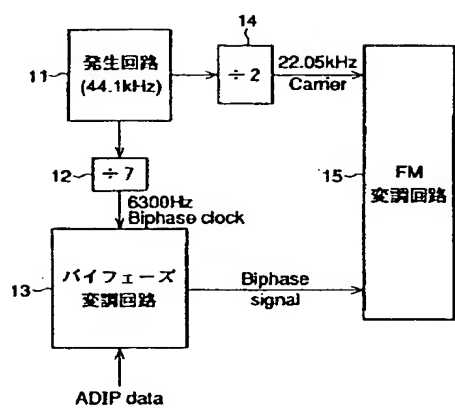 14
11
発生回路
(44.1kHz)
÷2
22.05kHz
Carrier
12
÷7
15
FM
変調回路
6300Hz
Biphase clock
13
バイフェーズ
変調回路
Biphase
signal
ADIP data